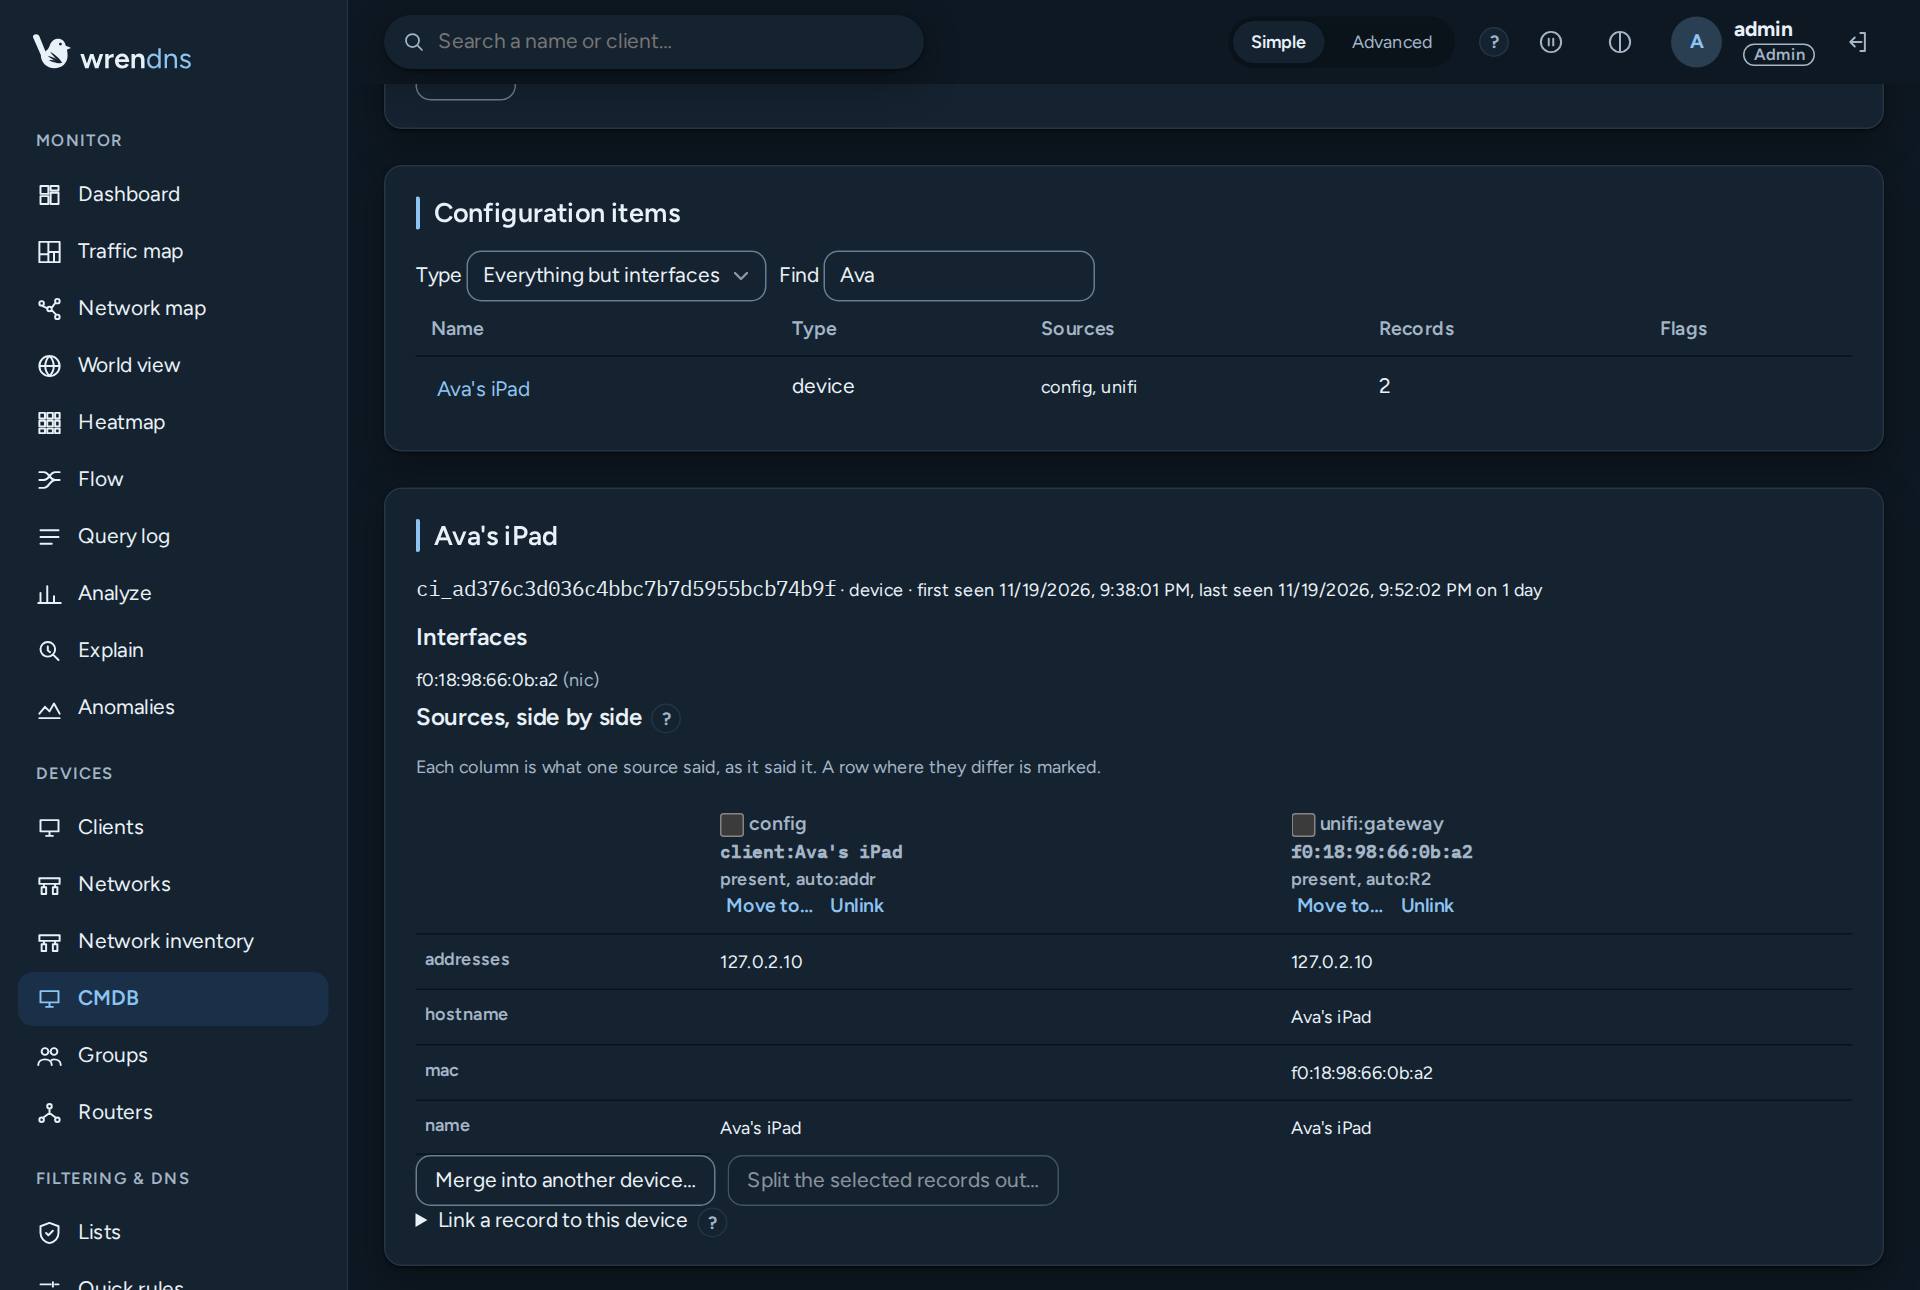 wrendns
Search a name or client...
Simple
Advanced
?
A
admin
Admin
MONITOR
Dashboard
Traffic map
Network map
World view
Heatmap
Flow
Query log
Analyze
Explain
Anomalies
DEVICES
Clients
Networks
Network inventory
CMDB
Groups
Routers
FILTERING & DNS
Lists
Quick rules
Configuration items
Type Everything but interfaces Find Ava
Name Type Sources Records Flags
Ava's iPad device config, unifi 2
Ava's iPad
ci_ad376c3d036c4bbc7b7d5955bcb74b9f · device · first seen 11/19/2026, 9:38:01 PM, last seen 11/19/2026, 9:52:02 PM on 1 day
Interfaces
f0:18:98:66:0b:a2 (nic)
Sources, side by side ?
Each column is what one source said, as it said it. A row where they differ is marked.
config unifi:gateway
client:Ava's iPad f0:18:98:66:0b:a2
present, auto:addr present, auto:R2
Move to... Unlink Move to... Unlink
addresses 127.0.2.10 127.0.2.10
hostname Ava's iPad
mac f0:18:98:66:0b:a2
name Ava's iPad Ava's iPad
Merge into another device... Split the selected records out...
Link a record to this device ?